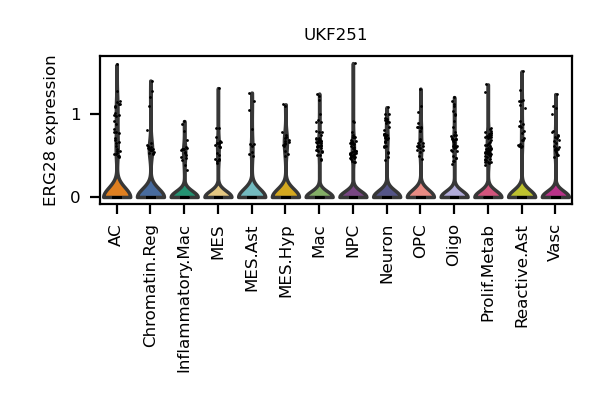 UKF251
ERG28 expression
1
0
AC
Chromatin.Reg
Inflammatory.Mac
MES
MES.Ast
MES.Hyp
Mac
NPC
Neuron
OPC
Oligo
Prolif.Metab
Reactive.Ast
Vasc